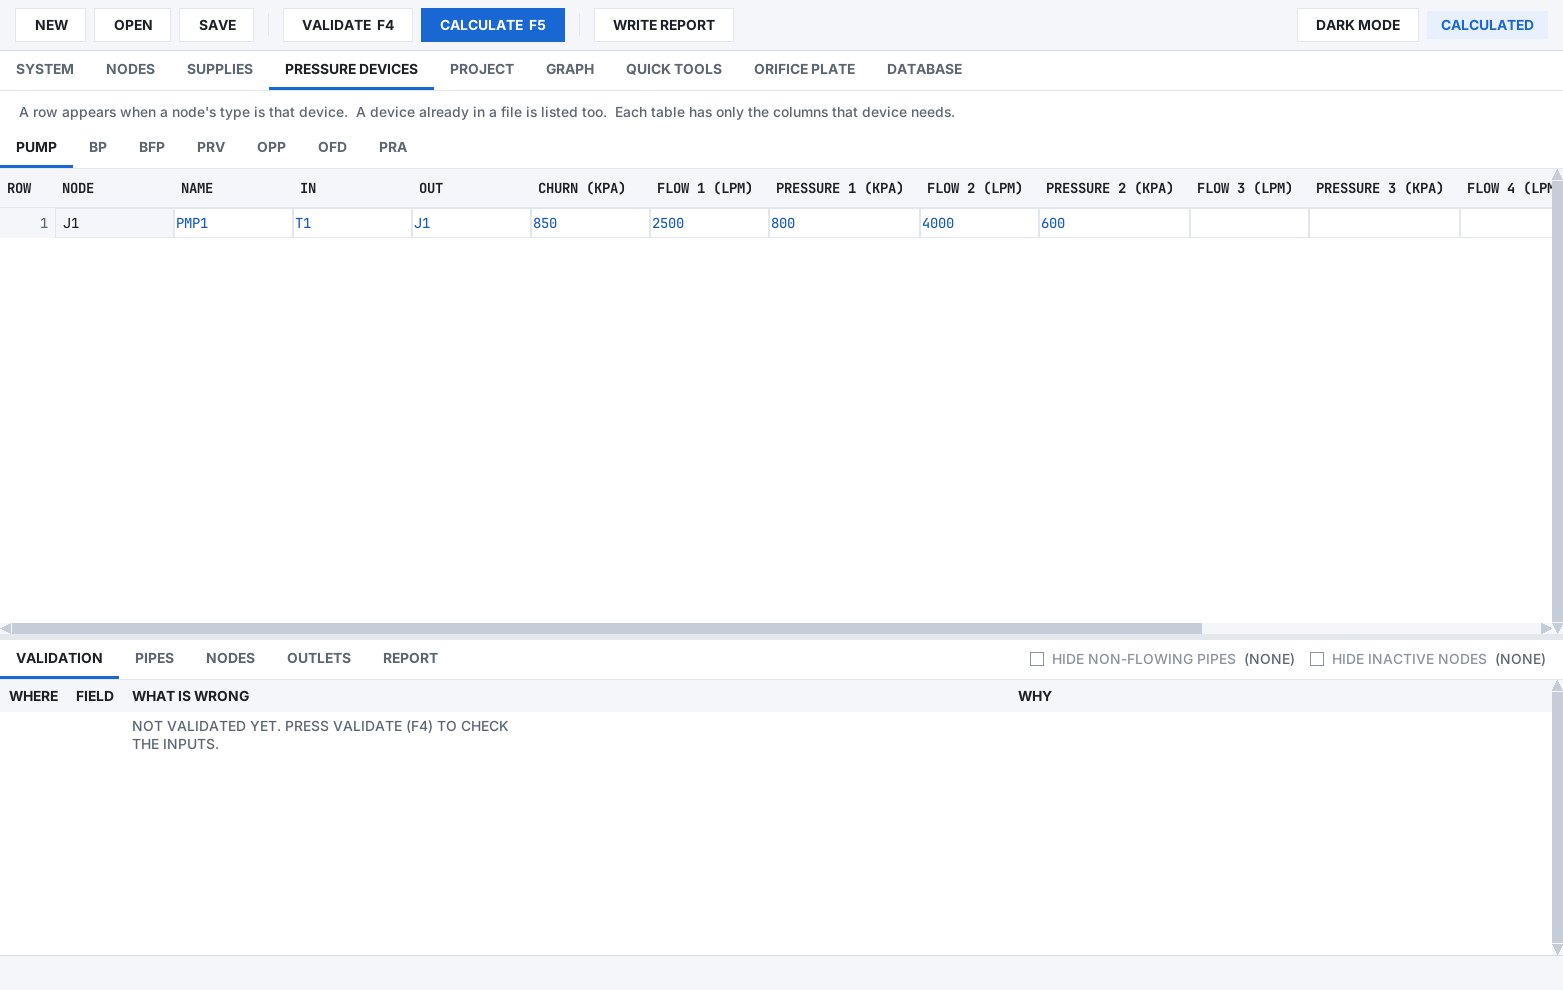 NEW OPEN SAVE VALIDATE F4 CALCULATE F5 WRITE REPORT DARK MODE CALCULATED
SYSTEM NODES SUPPLIES PRESSURE DEVICES PROJECT GRAPH QUICK TOOLS ORIFICE PLATE DATABASE
A row appears when a node's type is that device. A device already in a file is listed too. Each table has only the columns that device needs.
PUMP BP BFP PRV OPP OFD PRA
ROW NODE NAME IN OUT CHURN (KPA) FLOW 1 (LPM) PRESSURE 1 (KPA) FLOW 2 (LPM) PRESSURE 2 (KPA) FLOW 3 (LPM) PRESSURE 3 (KPA) FLOW 4 (LPM
1 J1 PMP1 T1 J1 850 2500 800 4000 600
VALIDATION PIPES NODES OUTLETS REPORT HIDE NON-FLOWING PIPES (NONE) HIDE INACTIVE NODES (NONE)
WHERE FIELD WHAT IS WRONG WHY
NOT VALIDATED YET. PRESS VALIDATE (F4) TO CHECK
THE INPUTS.